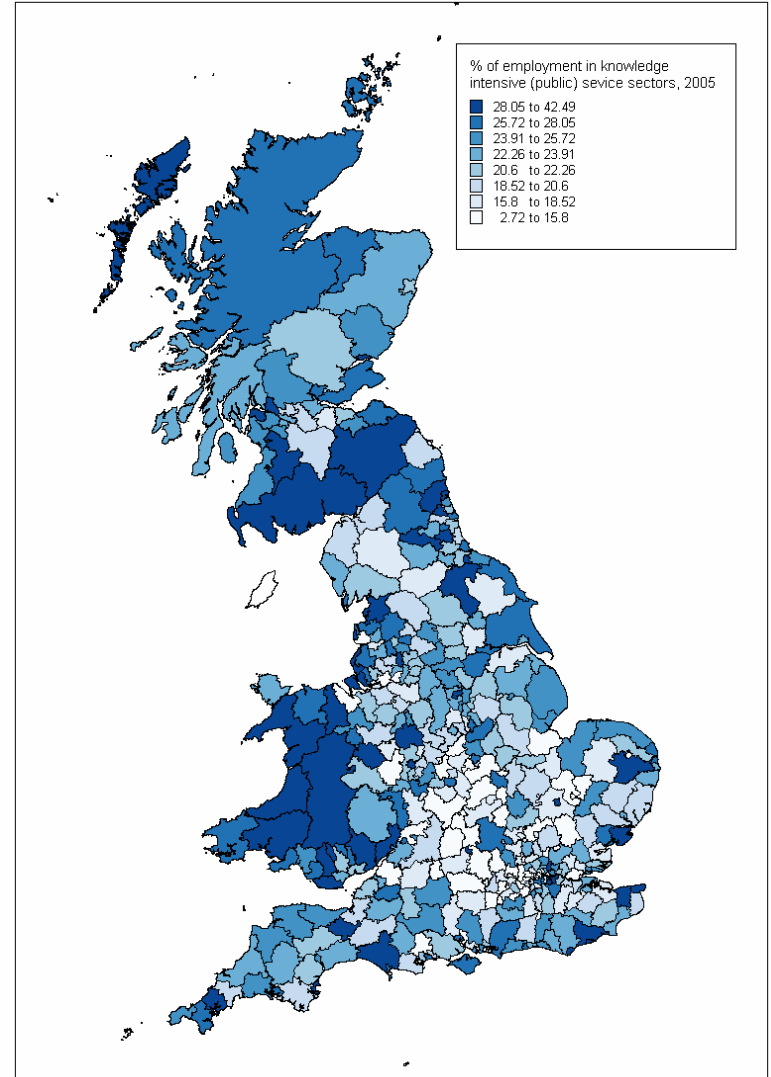 % of employment in knowledge
intensive (public) sevice sectors, 2005
28.05 to 42.49
25.72 to 28.05
23.91 to 25.72
22.26 to 23.91
20.6 to 22.26
18.52 to 20.6
15.8 to 18.52
2.72 to 15.8